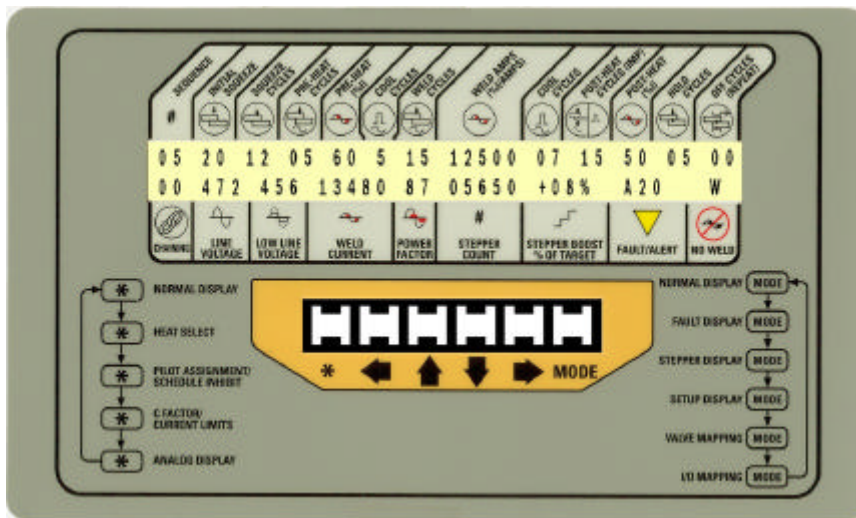 SEQUENCE
INITIAL SQUEEZE
SQUEEZE CYCLES
PRE-HEAT CYCLES
PRE-HEAT (%I)
COOL CYCLES
WELD CYCLES
WELD AMPS (%I/AMPS)
COOL CYCLES
POST-HEAT CYCLES (IMP)
POST-HEAT (%I)
HOLD CYCLES
OFF CYCLES (REPEAT)
#
05 20 12 05 60 5 15 12500 07 15 50 05 00
00 472 456 13480 87 05650 +08% A20 W
#
CHAINING
LINE VOLTAGE
LOW LINE VOLTAGE
WELD CURRENT
POWER FACTOR
STEPPER COUNT
STEPPER BOOST % OF TARGET
FAULT/ALERT
NO WELD
* NORMAL DISPLAY
* HEAT SELECT
* PILOT ASSIGNMENT/
SCHEDULE INHIBIT
* C FACTOR/
CURRENT LIMITS
* ANALOG DISPLAY
* MODE
NORMAL DISPLAY MODE
FAULT DISPLAY MODE
STEPPER DISPLAY MODE
SETUP DISPLAY MODE
VALVE MAPPING MODE
I/O MAPPING MODE